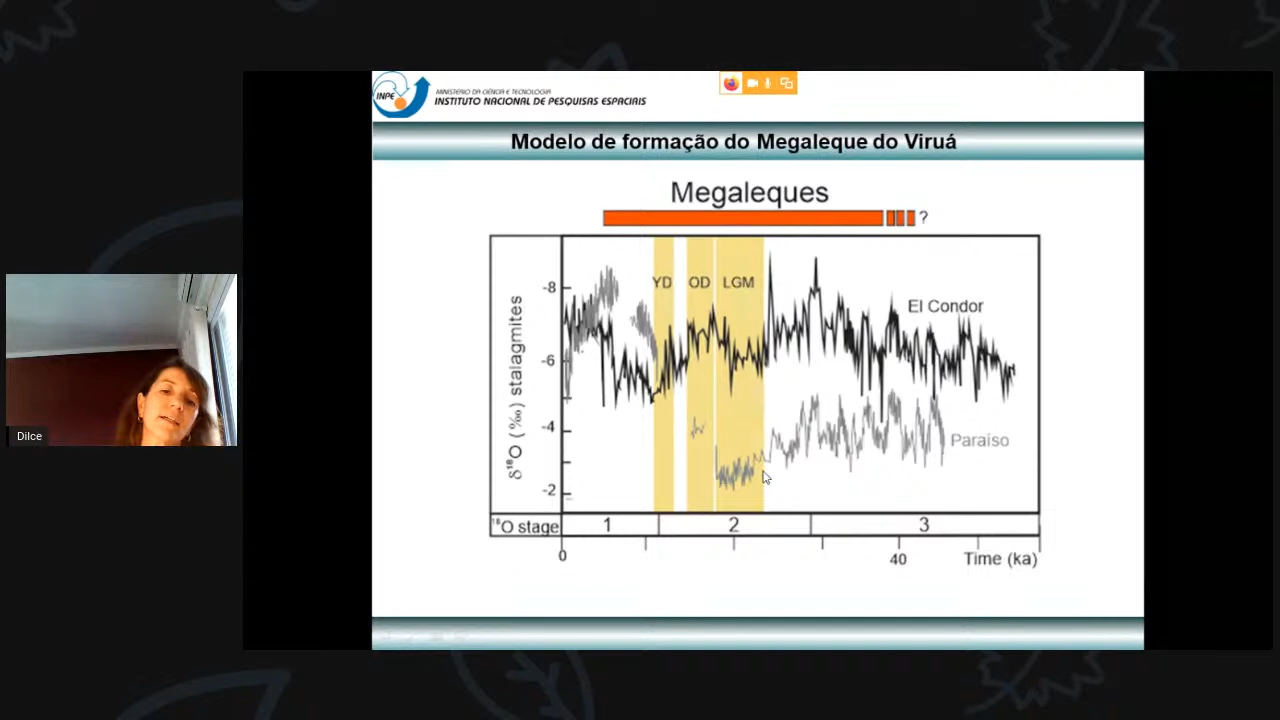 INPE
MINISTÉRIO DA CIÊNCIA E TECNOLOGIA
INSTITUTO NACIONAL DE PESQUISAS ESPACIAIS
Modelo de formação do Megaleque do Viruá
Megaleques
?
YD OD LGM
-8
El Condor
-6
-4
Paraíso
-2
δ¹⁸O (‰) stalagmites
¹⁸O stage 1 2 3
0 40 Time (ka)
Dilce